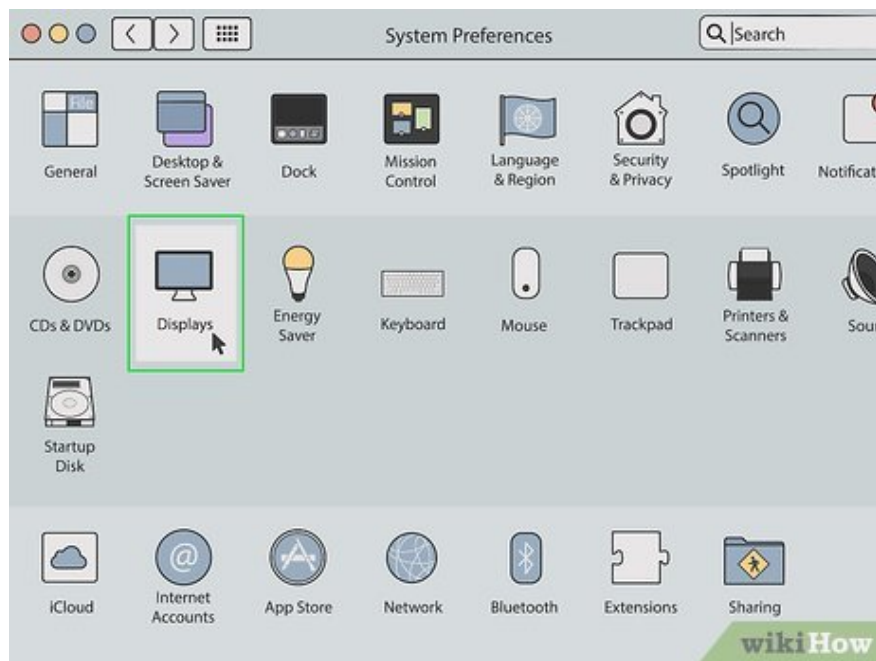 System Preferences
Search
File
General
Desktop &
Screen Saver
Dock
Mission
Control
Language
& Region
Security
& Privacy
Spotlight
Notificat
CDs & DVDs
Displays
Energy
Saver
Keyboard
Mouse
Trackpad
Printers &
Scanners
Sour
Startup
Disk
iCloud
Internet
Accounts
App Store
Network
Bluetooth
Extensions
Sharing
wikiHow